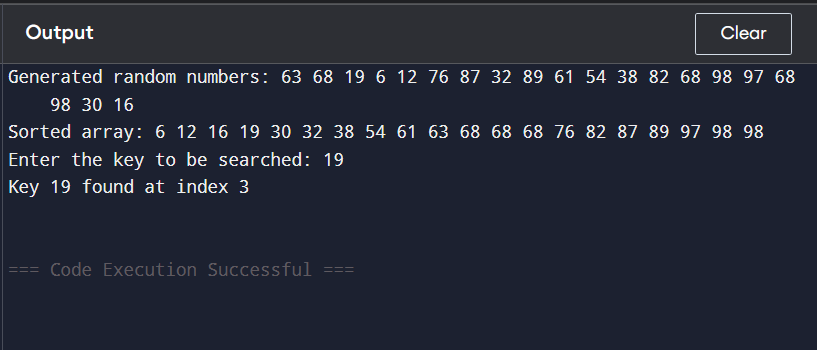 Output
Clear
Generated random numbers: 63 68 19 6 12 76 87 32 89 61 54 38 82 68 98 97 68
98 30 16
Sorted array: 6 12 16 19 30 32 38 54 61 63 68 68 68 76 82 87 89 97 98 98
Enter the key to be searched: 19
Key 19 found at index 3
=== Code Execution Successful ===